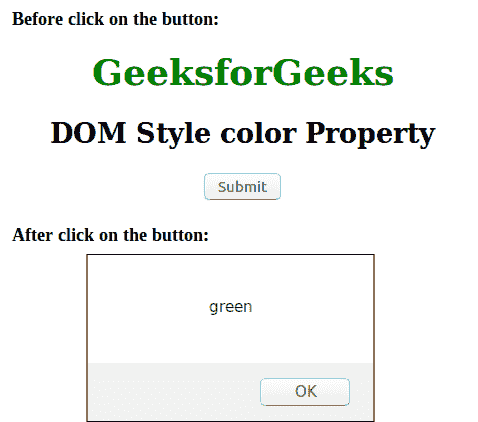 Before click on the button:
GeeksforGeeks
DOM Style color Property
Submit
After click on the button:
green
OK